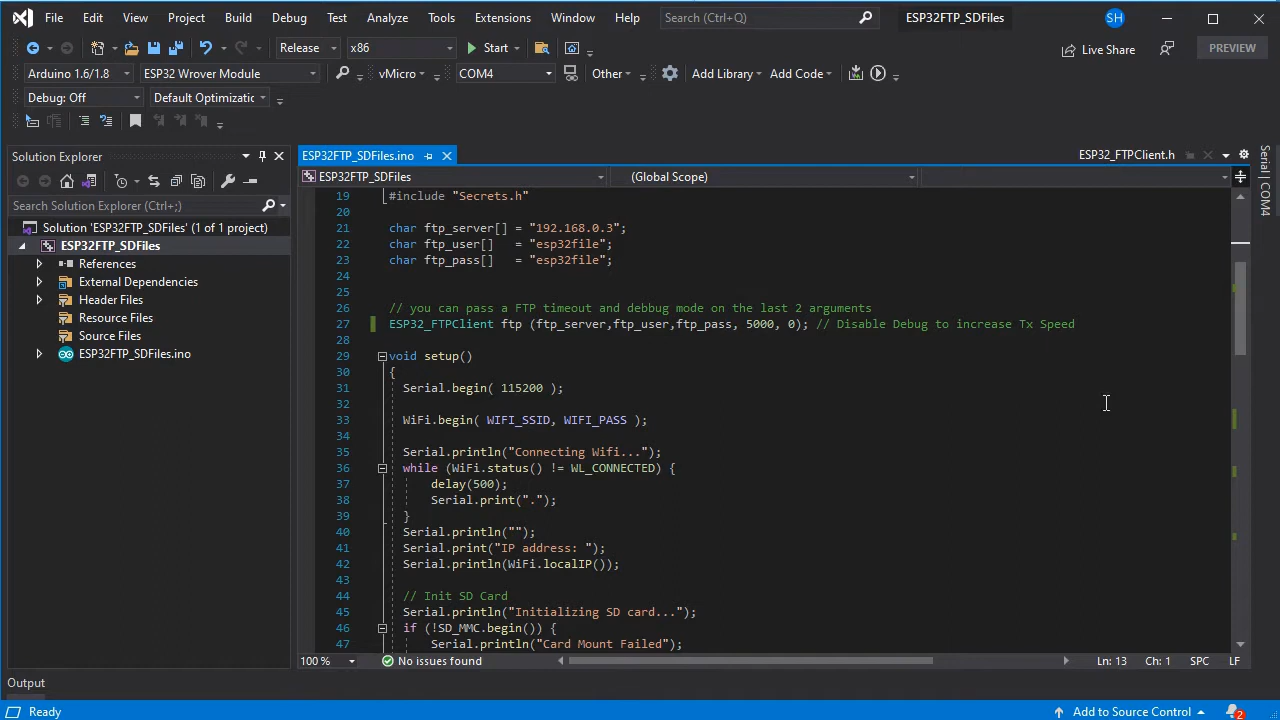 File Edit View Project Build Debug Test Analyze Tools Extensions Window Help Search (Ctrl+Q) ESP32FTP_SDFiles SH
Release x86 Start Live Share PREVIEW
Arduino 1.6/1.8 ESP32 Wrover Module vMicro COM4 Other Add Library Add Code
Debug: Off Default Optimizatic
Solution Explorer
Search Solution Explorer (Ctrl+;)
Solution 'ESP32FTP_SDFiles' (1 of 1 project)
ESP32FTP_SDFiles
References
External Dependencies
Header Files
Resource Files
Source Files
ESP32FTP_SDFiles.ino
ESP32FTP_SDFiles.ino ESP32_FTPClient.h
ESP32FTP_SDFiles (Global Scope)
19 #include "Secrets.h"
20
21 char ftp_server[] = "192.168.0.3";
22 char ftp_user[]   = "esp32file";
23 char ftp_pass[]   = "esp32file";
24
25
26 // you can pass a FTP timeout and debbug mode on the last 2 arguments
27 ESP32_FTPClient ftp (ftp_server,ftp_user,ftp_pass, 5000, 0); // Disable Debug to increase Tx Speed
28
29 void setup()
30 {
31 Serial.begin( 115200 );
32
33 WiFi.begin( WIFI_SSID, WIFI_PASS );
34
35 Serial.println("Connecting Wifi...");
36 while (WiFi.status() != WL_CONNECTED) {
37 delay(500);
38 Serial.print(".");
39 }
40 Serial.println("");
41 Serial.print("IP address: ");
42 Serial.println(WiFi.localIP());
43
44 // Init SD Card
45 Serial.println("Initializing SD card...");
46 if (!SD_MMC.begin()) {
47 Serial.println("Card Mount Failed");
100 % No issues found Ln: 13 Ch: 1 SPC LF
Serial | COM4
Output
Ready Add to Source Control 2